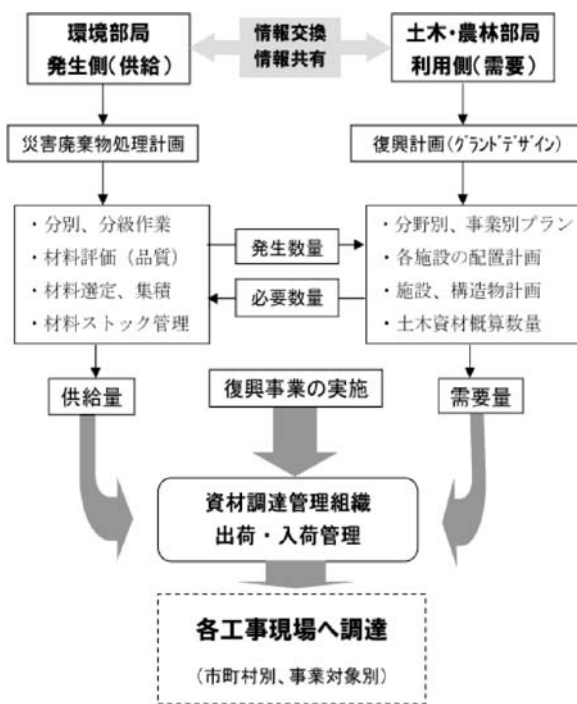 環境部局
発生側(供給)
情報交換
情報共有
土木・農林部局
利用側(需要)
災害廃棄物処理計画
復興計画(ｸﾞﾗﾝﾄﾞﾃﾞｻﾞｲﾝ)
・分別、分級作業
・材料評価（品質）
・材料選定、集積
・材料ストック管理
発生数量
必要数量
・分野別、事業別プラン
・各施設の配置計画
・施設、構造物計画
・土木資材概算数量
供給量
復興事業の実施
需要量
資材調達管理組織
出荷・入荷管理
各工事現場へ調達
(市町村別、事業対象別)